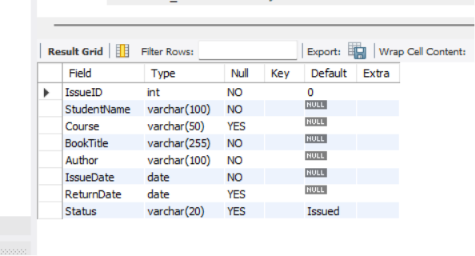 Result Grid Filter Rows: Export: Wrap Cell Content:
Field Type Null Key Default Extra
IssueID int NO 0
StudentName varchar(100) NO NULL
Course varchar(50) YES NULL
BookTitle varchar(255) NO NULL
Author varchar(100) NO NULL
IssueDate date NO NULL
ReturnDate date YES NULL
Status varchar(20) YES Issued